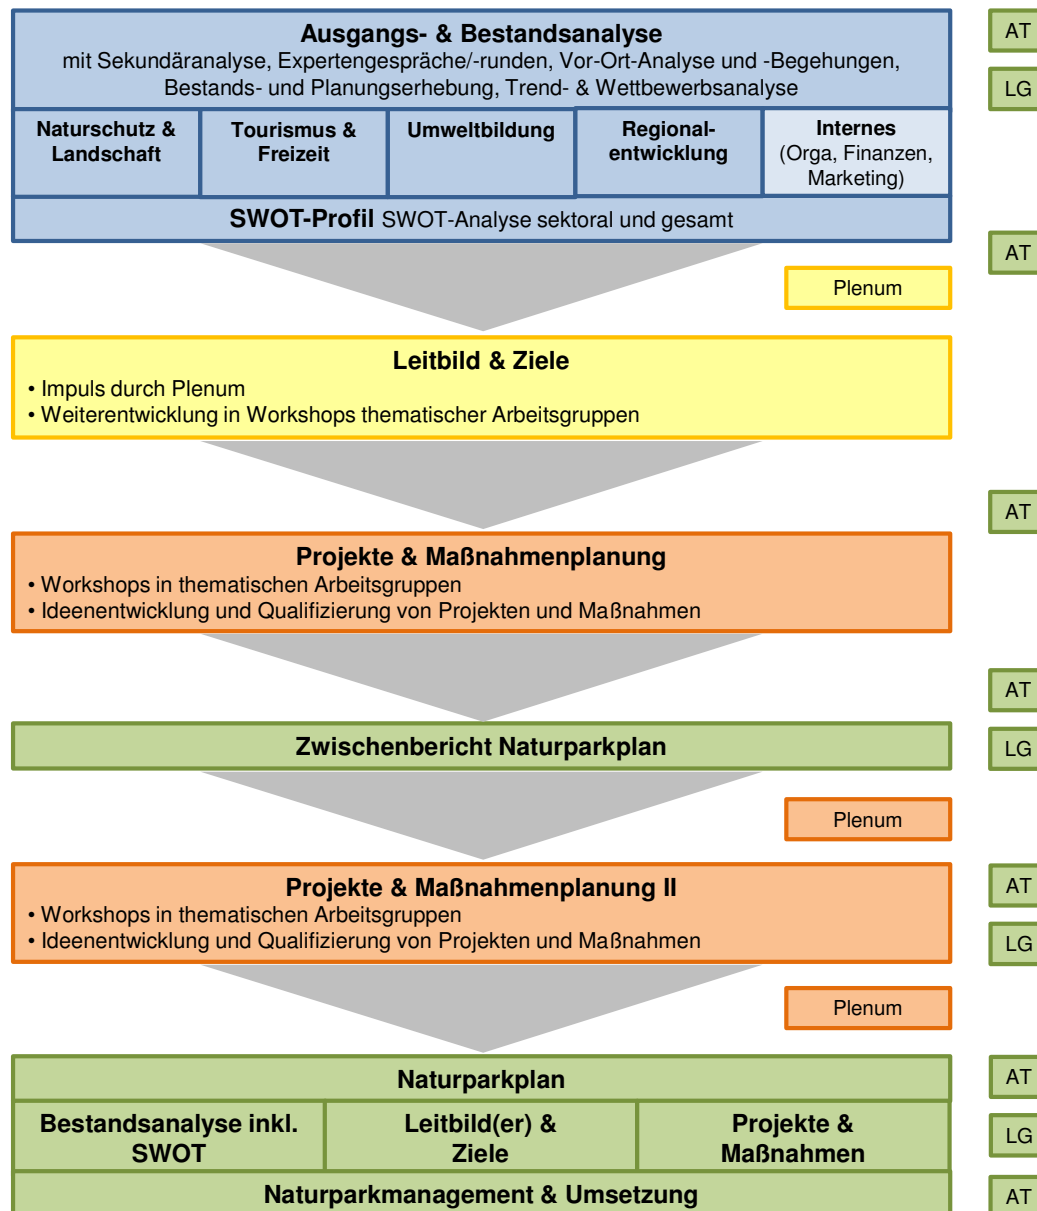 Ausgangs- & Bestandsanalyse
mit Sekundäranalyse, Expertengespräche/-runden, Vor-Ort-Analyse und -Begehungen,
Bestands- und Planungserhebung, Trend- & Wettbewerbsanalyse
AT
LG
Naturschutz &
Landschaft
Tourismus &
Freizeit
Umweltbildung
Regional-
entwicklung
Internes
(Orga, Finanzen,
Marketing)
SWOT-Profil SWOT-Analyse sektoral und gesamt
AT
Plenum
Leitbild & Ziele
• Impuls durch Plenum
• Weiterentwicklung in Workshops thematischer Arbeitsgruppen
AT
Projekte & Maßnahmenplanung
• Workshops in thematischen Arbeitsgruppen
• Ideenentwicklung und Qualifizierung von Projekten und Maßnahmen
AT
Zwischenbericht Naturparkplan
LG
Plenum
Projekte & Maßnahmenplanung II
• Workshops in thematischen Arbeitsgruppen
• Ideenentwicklung und Qualifizierung von Projekten und Maßnahmen
AT
LG
Plenum
Naturparkplan
AT
Bestandsanalyse inkl.
SWOT
Leitbild(er) &
Ziele
Projekte &
Maßnahmen
LG
Naturparkmanagement & Umsetzung
AT